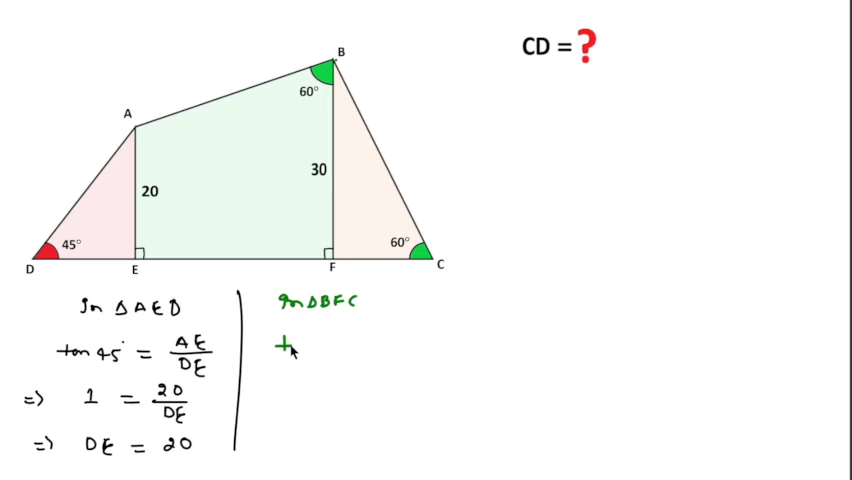 CD = ?
B
60°
A
30
20
45°
60°
D
E
F
C
In ΔAED
tan 45° = AE/DE
=> 1 = 20/DE
=> DE = 20
In ΔBFC